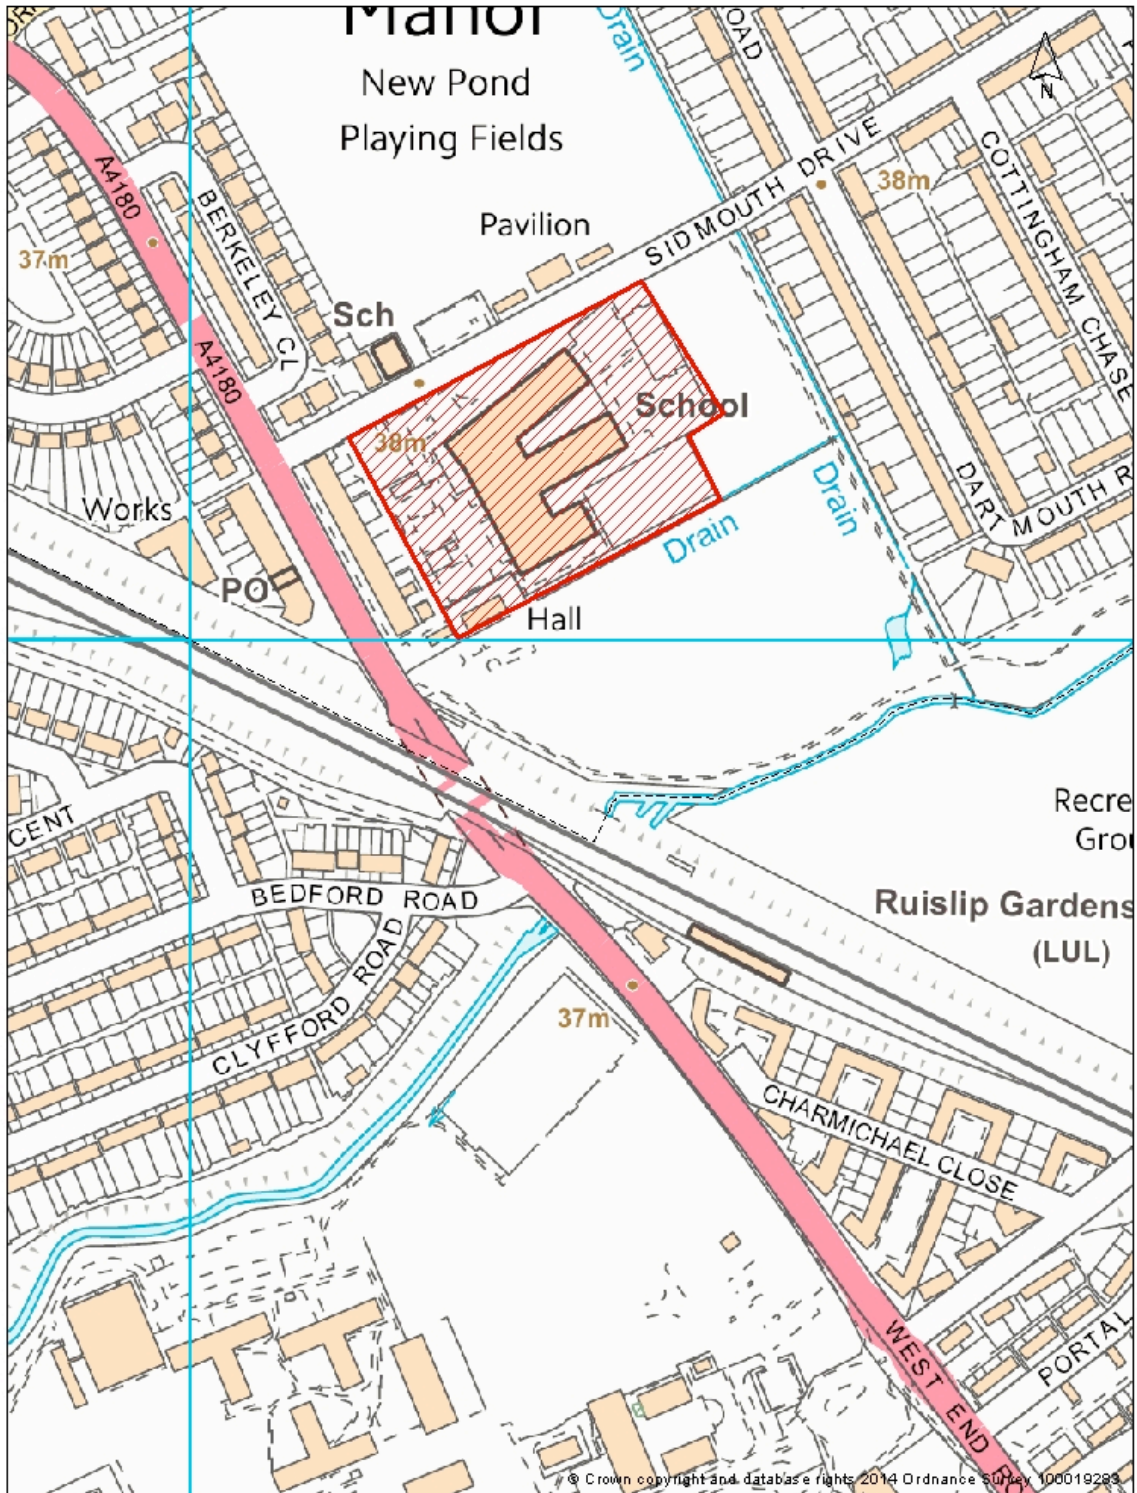 Manor
New Pond
Playing Fields
Drain
OAD
N
SIDMOUTH DRIVE
38m
COTTINGHAM CHASE
A4180
BERKELEY CL
37m
Pavilion
Sch
A4180
School
38m
Works
Drain
Drain
DARTMOUTH R
PO
Hall
CENT
Recre
Grou
BEDFORD ROAD
Ruislip Gardens
(LUL)
CLYFFORD ROAD
37m
CHARMICHAEL CLOSE
WEST END RO
PORTAL
© Crown copyright and database rights 2014 Ordnance Survey 100019283